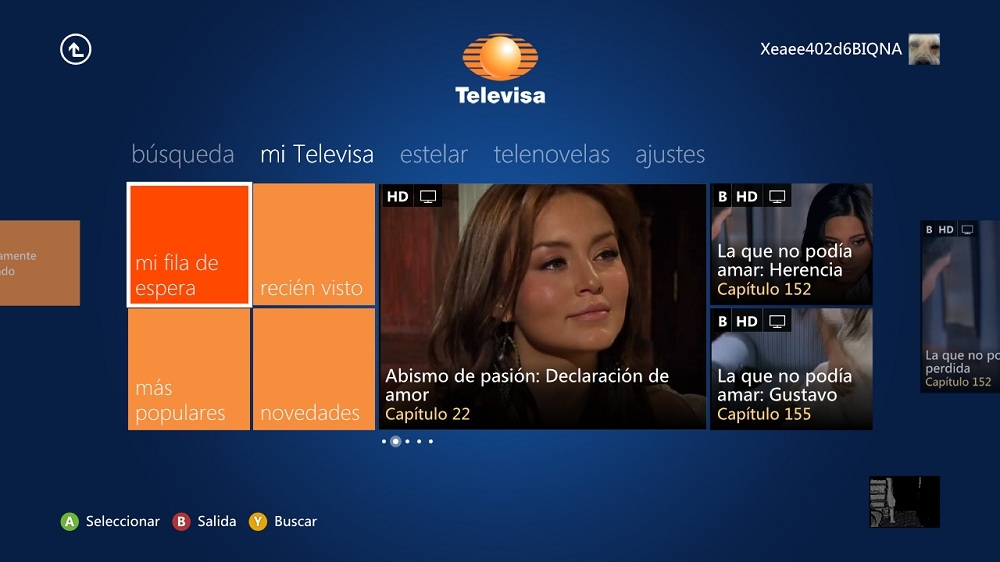 Xeaee402d6BIQNA
Televisa
búsqueda mi Televisa estelar telenovelas ajustes
mi fila de
espera
recién visto
más
populares
novedades
HD
Abismo de pasión: Declaración de
amor
Capítulo 22
B HD
La que no podía
amar: Herencia
Capítulo 152
B HD
La que no podía
amar: Gustavo
Capítulo 155
B HD
La que no po
perdida
Capítulo 152
amente
do
A Seleccionar B Salida Y Buscar